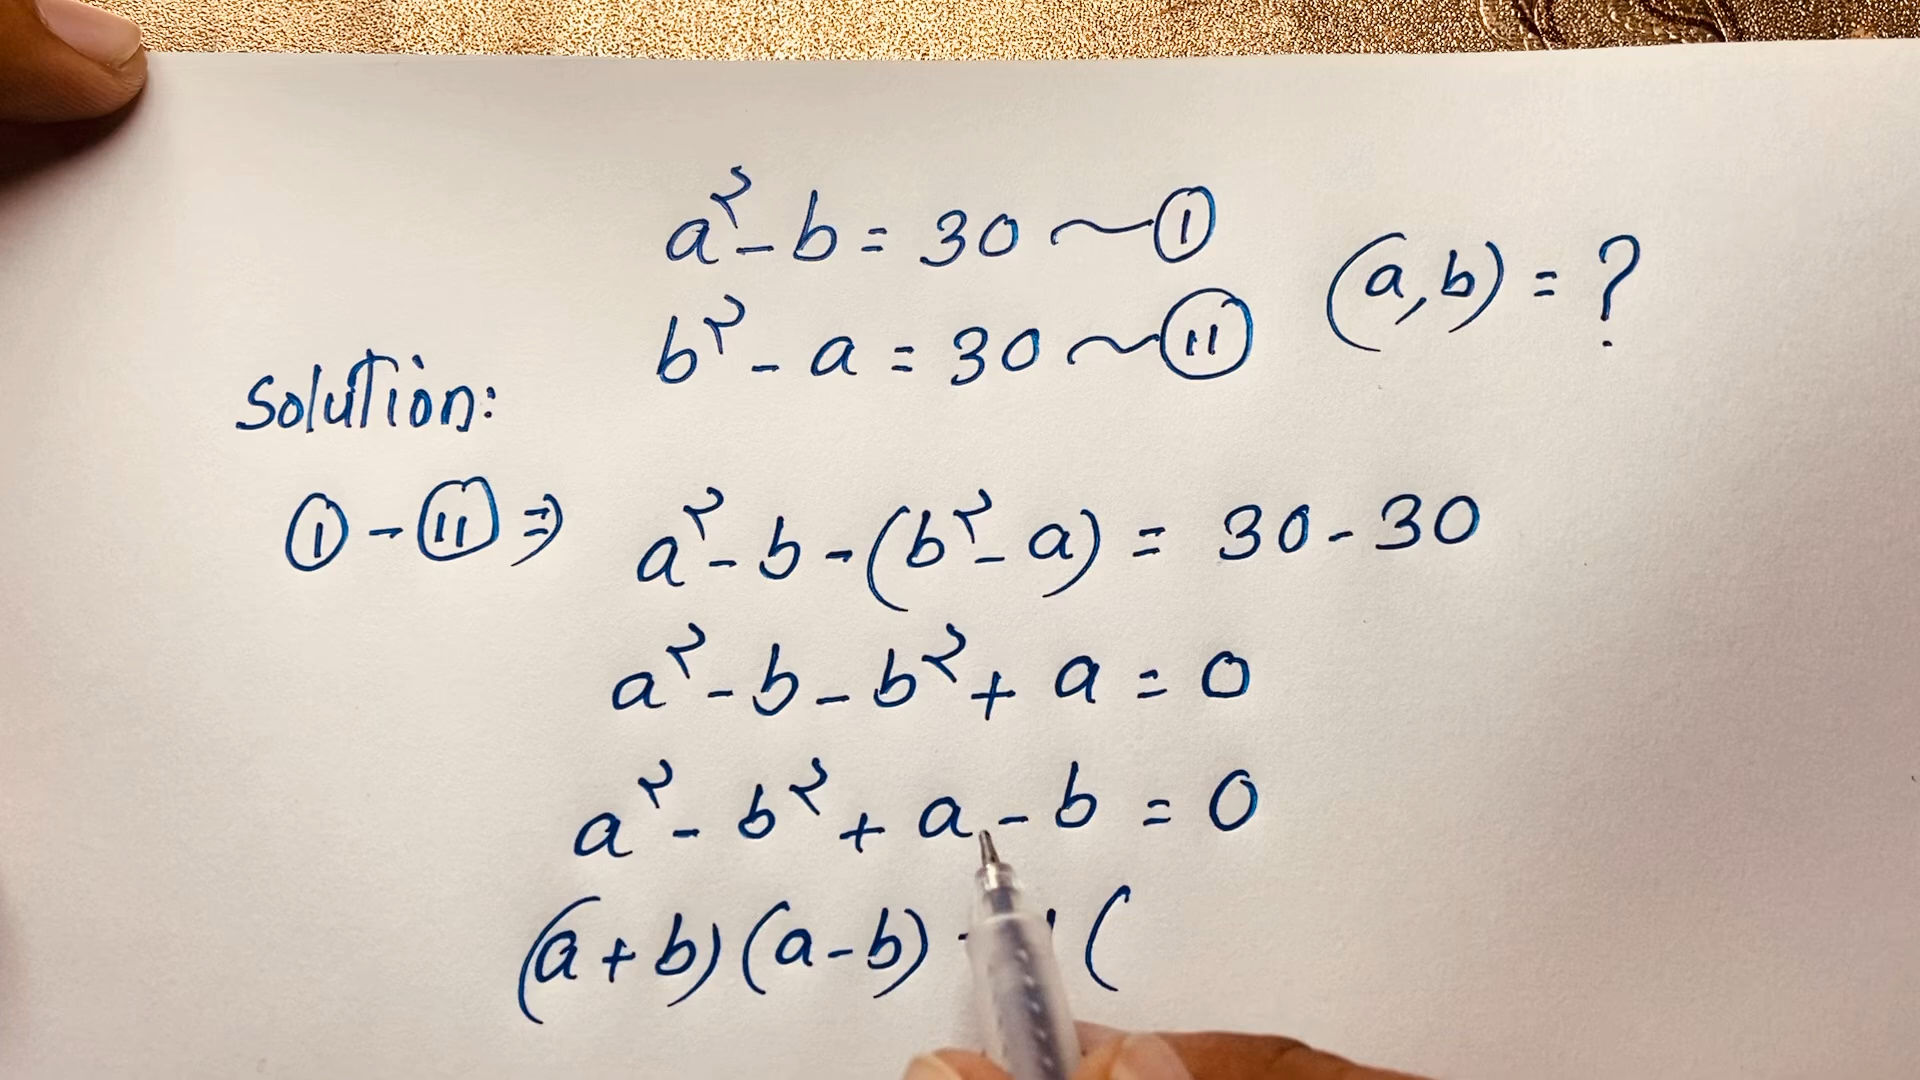 a² - b = 30 ~ Ⓘ
b² - a = 30 ~ ⓘⓘ
(a, b) = ?
Solution:
Ⓘ - ⓘⓘ ⇒ a² - b - (b² - a) = 30 - 30
a² - b - b² + a = 0
a² - b² + a - b = 0
(a + b) (a - b) (